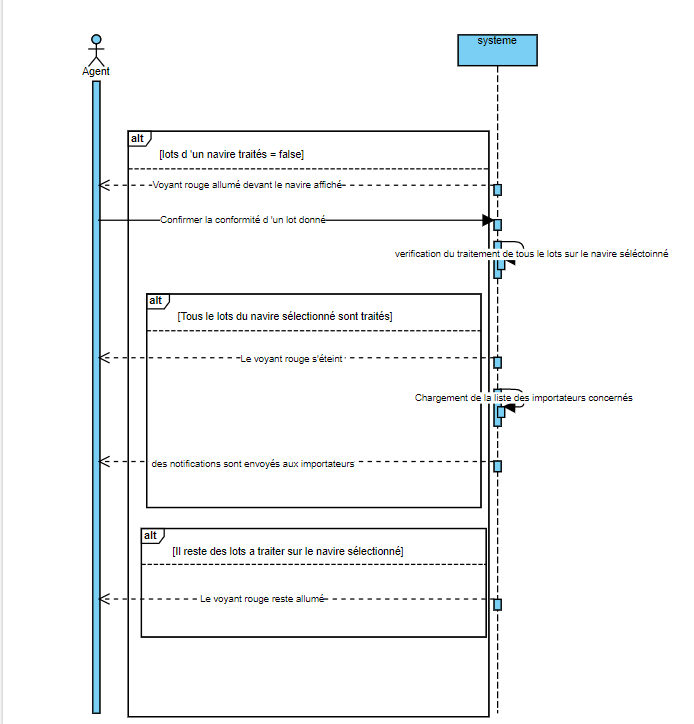 systeme
Agent
alt
[lots d 'un navire traités = false]
Voyant rouge allumé devant le navire affiché
Confirmer la conformité d 'un lot donné
verification du traitement de tous le lots sur le navire séléctoinné
alt
[Tous le lots du navire sélectionné sont traités]
Le voyant rouge s'éteint
Chargement de la liste des importateurs concernés
des notifications sont envoyés aux importateurs
alt
[Il reste des lots a traiter sur le navire sélectionné]
Le voyant rouge reste allumé